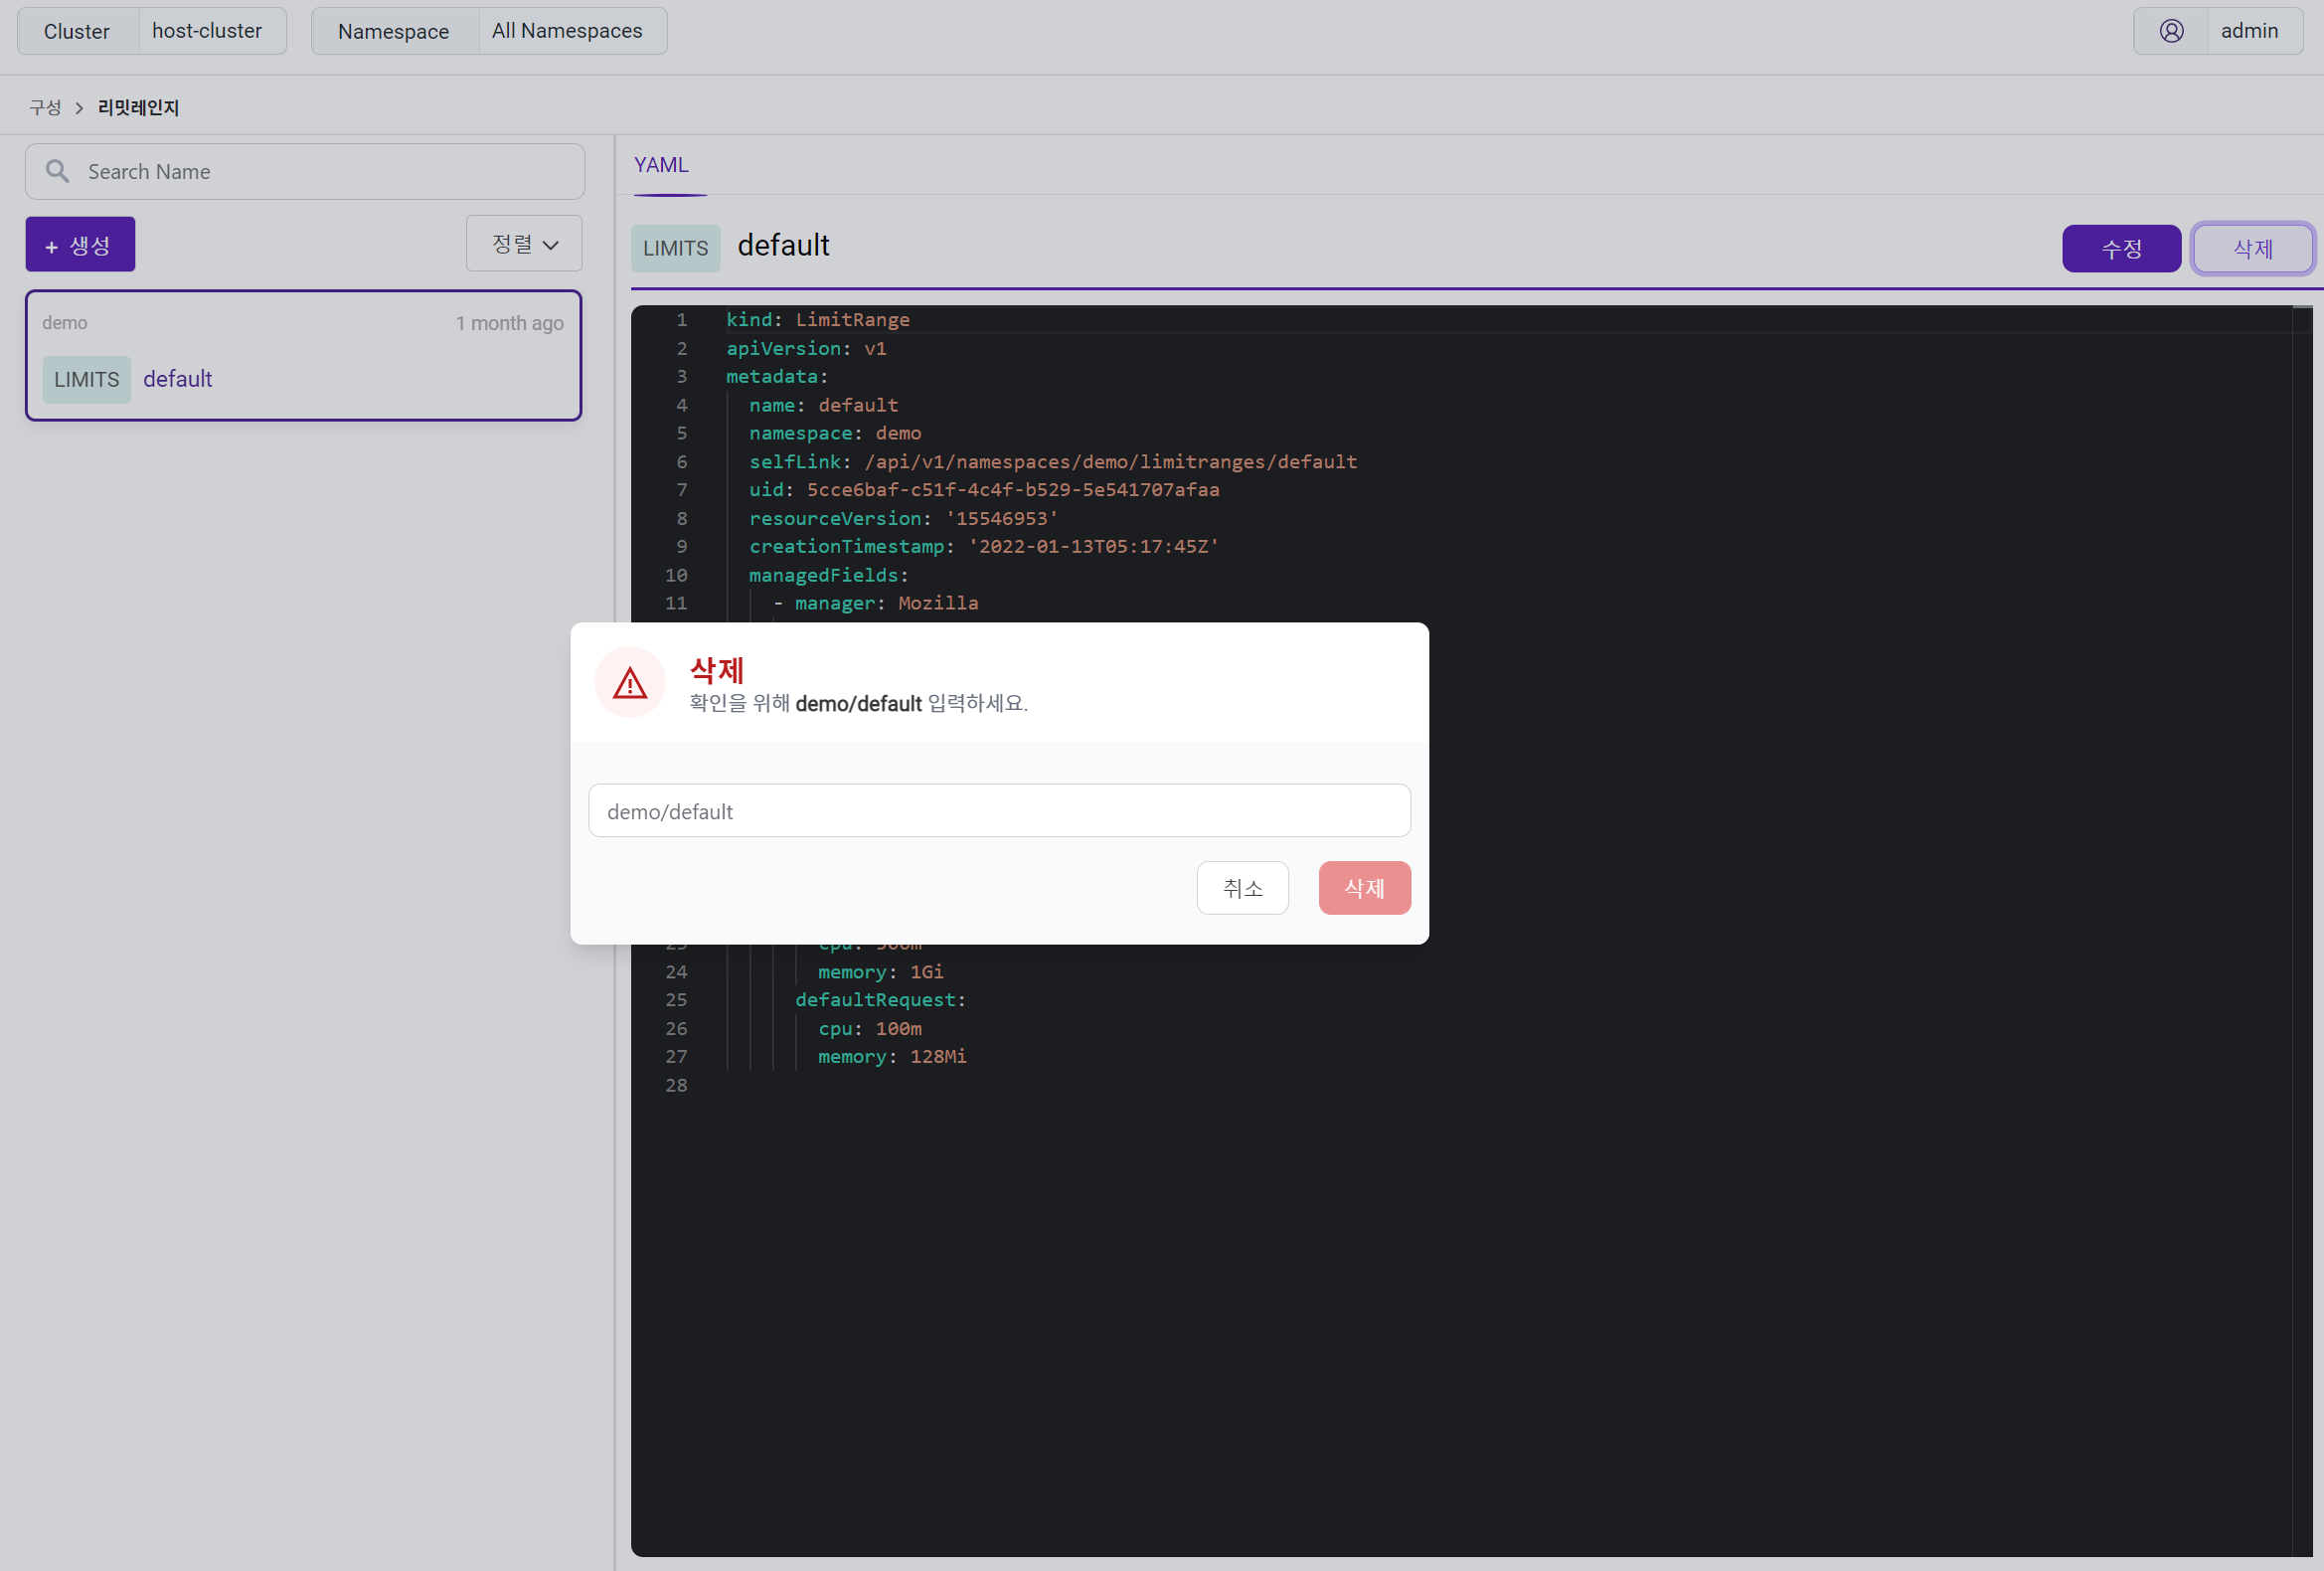 Cluster host-cluster Namespace All Namespaces admin
구성 > 리밋레인지
Search Name
+ 생성 정렬
demo 1 month ago
LIMITS default
YAML
LIMITS default 수정 삭제
1 kind: LimitRange
2 apiVersion: v1
3 metadata:
4 name: default
5 namespace: demo
6 selfLink: /api/v1/namespaces/demo/limitranges/default
7 uid: 5cce6baf-c51f-4c4f-b529-5e541707afaa
8 resourceVersion: '15546953'
9 creationTimestamp: '2022-01-13T05:17:45Z'
10 managedFields:
11 - manager: Mozilla
삭제
확인을 위해 demo/default 입력하세요.
demo/default
취소 삭제
24 memory: 1Gi
25 defaultRequest:
26 cpu: 100m
27 memory: 128Mi
28